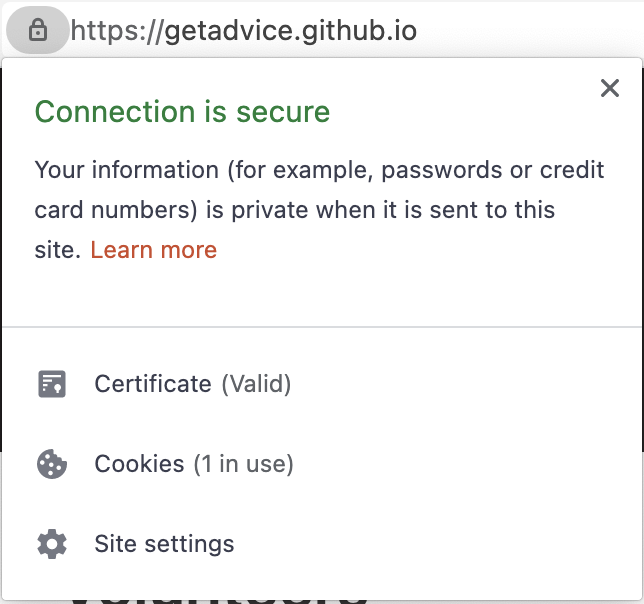 https://getadvice.github.io
Connection is secure
Your information (for example, passwords or credit
card numbers) is private when it is sent to this
site. Learn more
Certificate (Valid)
Cookies (1 in use)
Site settings